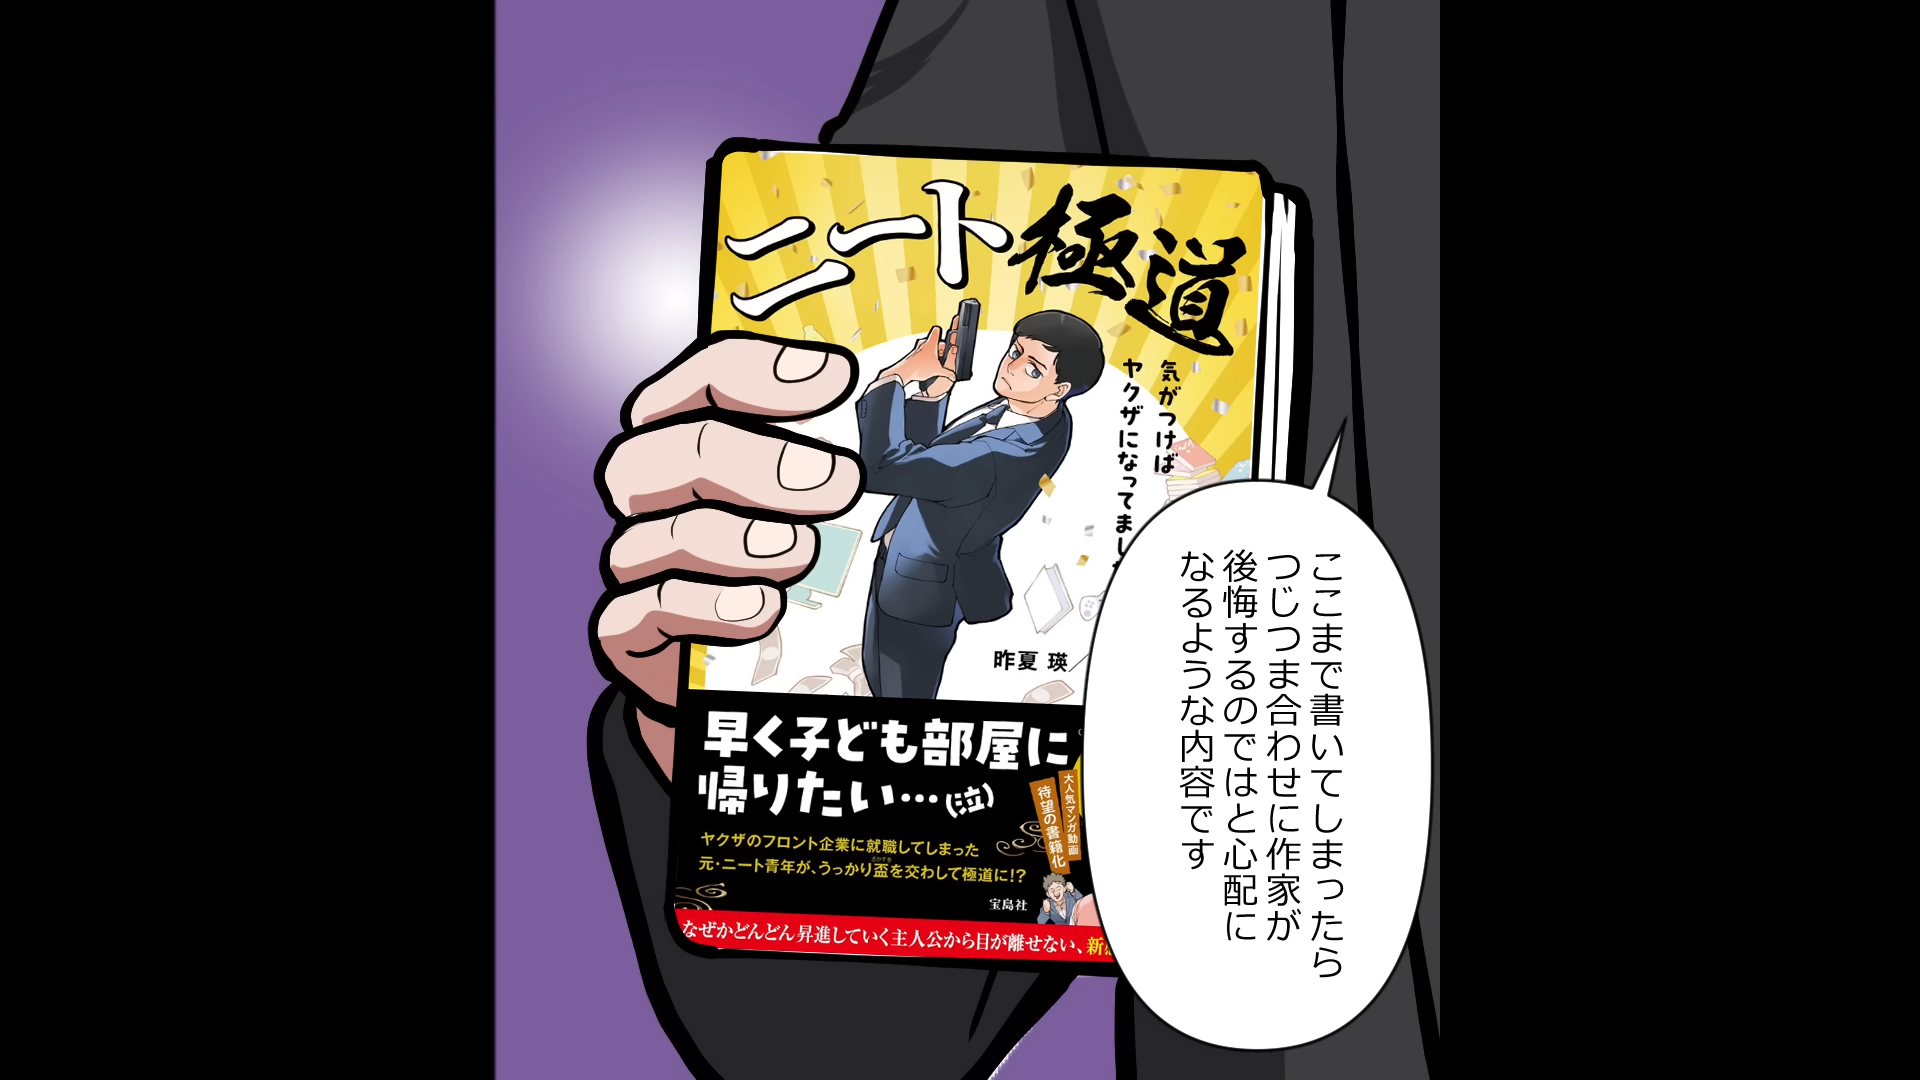 ニート極道
気がつけば
ヤクザになってまし
昨夏 瑛
早く子ども部屋に
帰りたい…(泣)
大人気マンガ動画
待望の書籍化
ヤクザのフロント企業に就職してしまった
元・ニート青年が、うっかり盃を交わして極道に!?
宝島社
なぜかどんどん昇進していく主人公から目が離せない、新
ここまで書いてしまったら
つじつま合わせに作家が
後悔するのではと心配に
なるような内容です